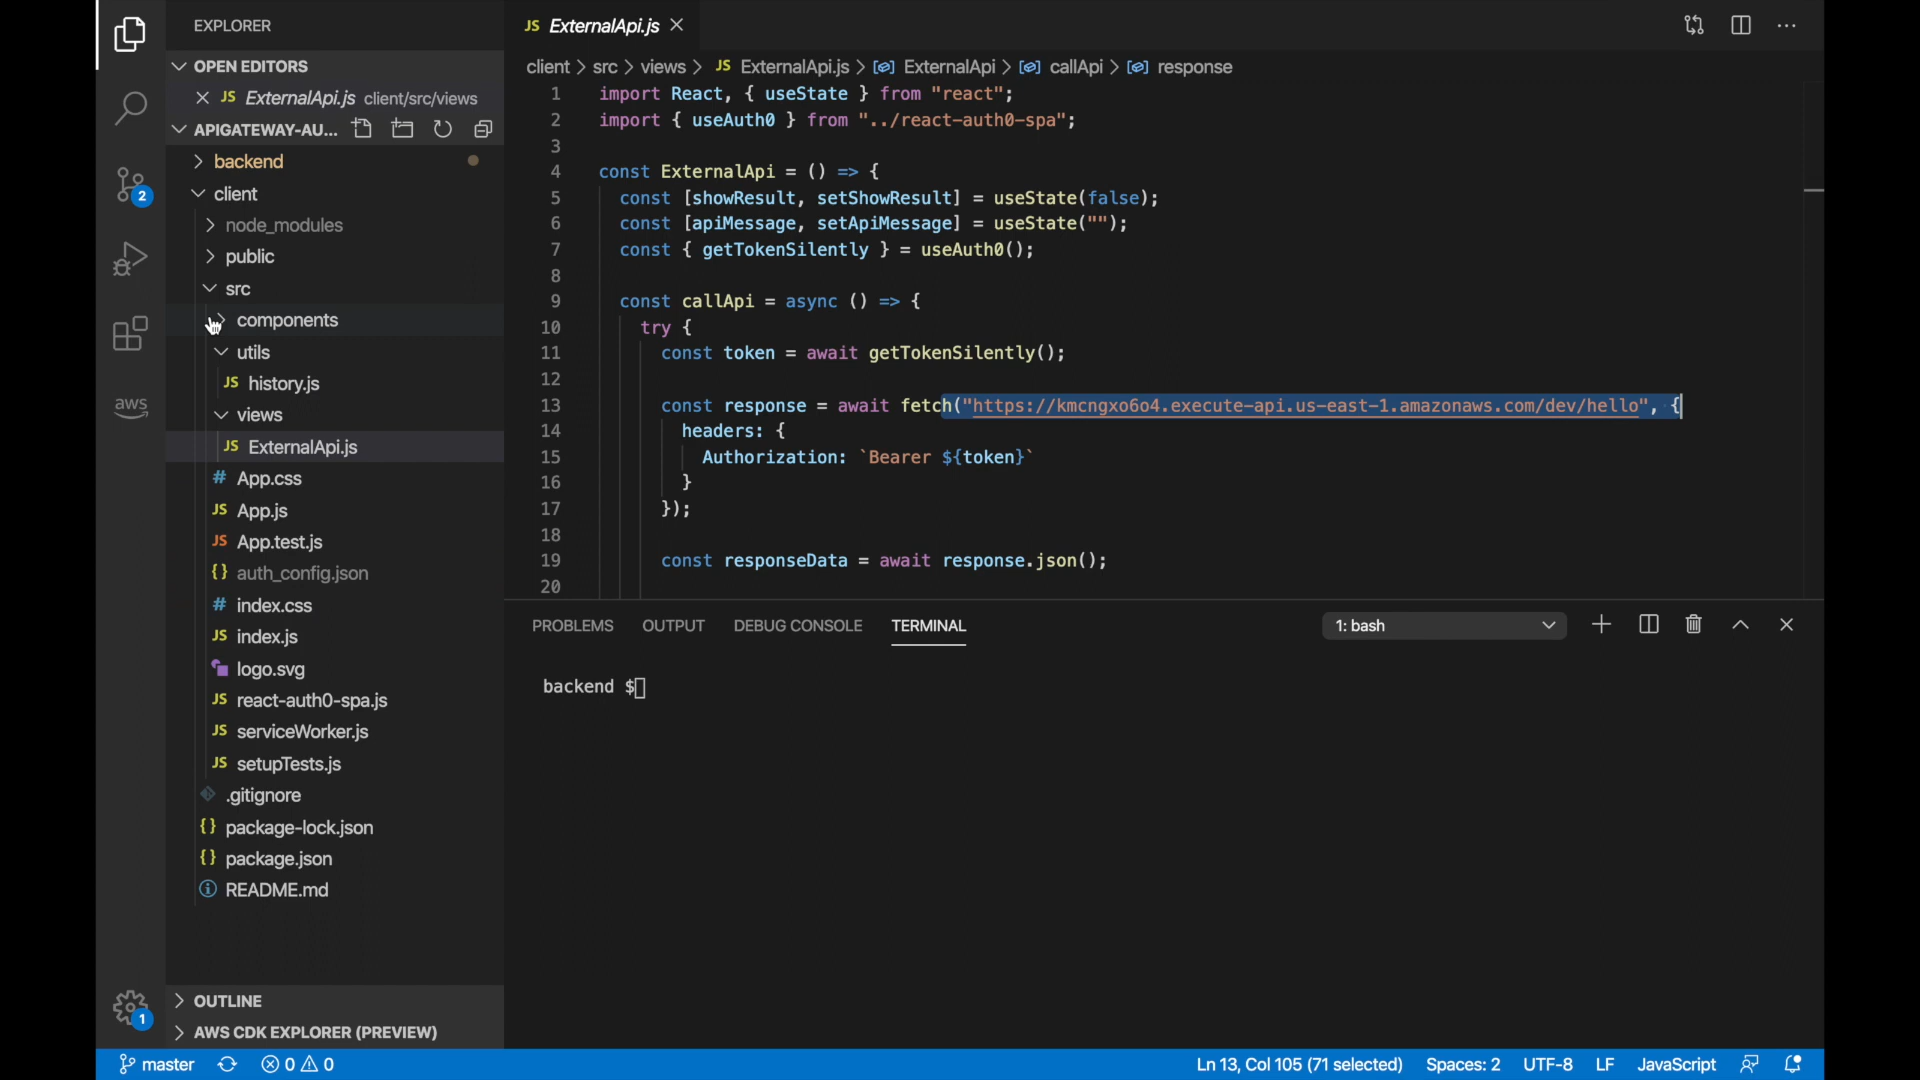 EXPLORER
OPEN EDITORS
JS ExternalApi.js client/src/views
APIGATEWAY-AU...
backend
client
node_modules
public
src
components
utils
JS history.js
views
JS ExternalApi.js
# App.css
JS App.js
JS App.test.js
{} auth_config.json
# index.css
JS index.js
logo.svg
JS react-auth0-spa.js
JS serviceWorker.js
JS setupTests.js
.gitignore
{} package-lock.json
{} package.json
README.md
OUTLINE
AWS CDK EXPLORER (PREVIEW)
2
aws
1
JS ExternalApi.js
client > src > views > JS ExternalApi.js > ExternalApi > callApi > response
1 import React, { useState } from "react";
2 import { useAuth0 } from "../react-auth0-spa";
3
4 const ExternalApi = () => {
5 const [showResult, setShowResult] = useState(false);
6 const [apiMessage, setApiMessage] = useState("");
7 const { getTokenSilently } = useAuth0();
8
9 const callApi = async () => {
10 try {
11 const token = await getTokenSilently();
12
13 const response = await fetch("https://kmcngxo6o4.execute-api.us-east-1.amazonaws.com/dev/hello", {
14 headers: {
15 Authorization: `Bearer ${token}`
16 }
17 });
18
19 const responseData = await response.json();
20
PROBLEMS OUTPUT DEBUG CONSOLE TERMINAL 1: bash
backend $
master 0 0 Ln 13, Col 105 (71 selected) Spaces: 2 UTF-8 LF JavaScript